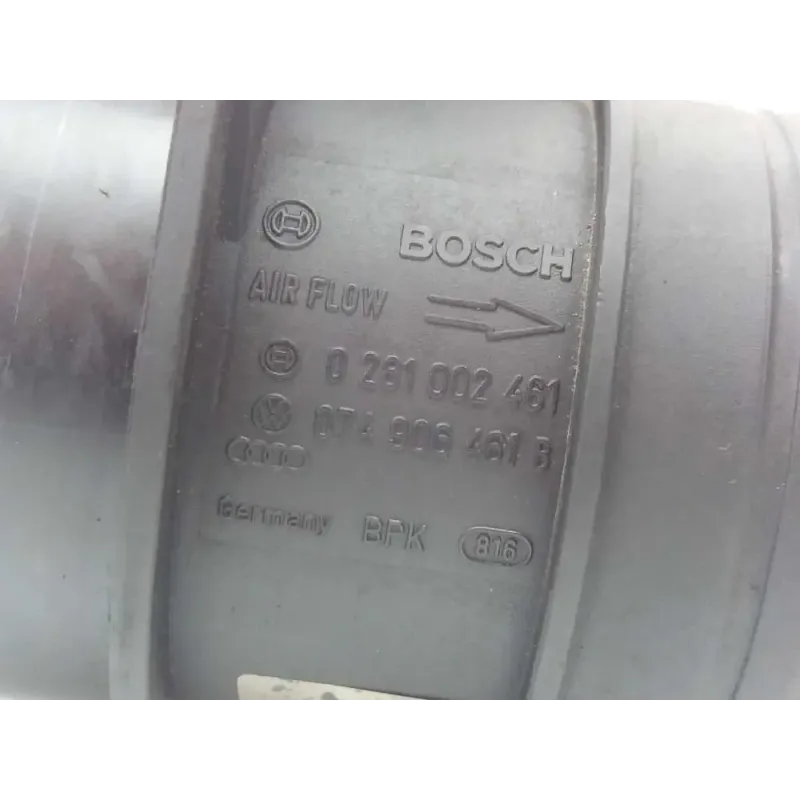 BOSCH
AIR FLOW
0 281 002 461
074 906 461 B
Germany BPK 816